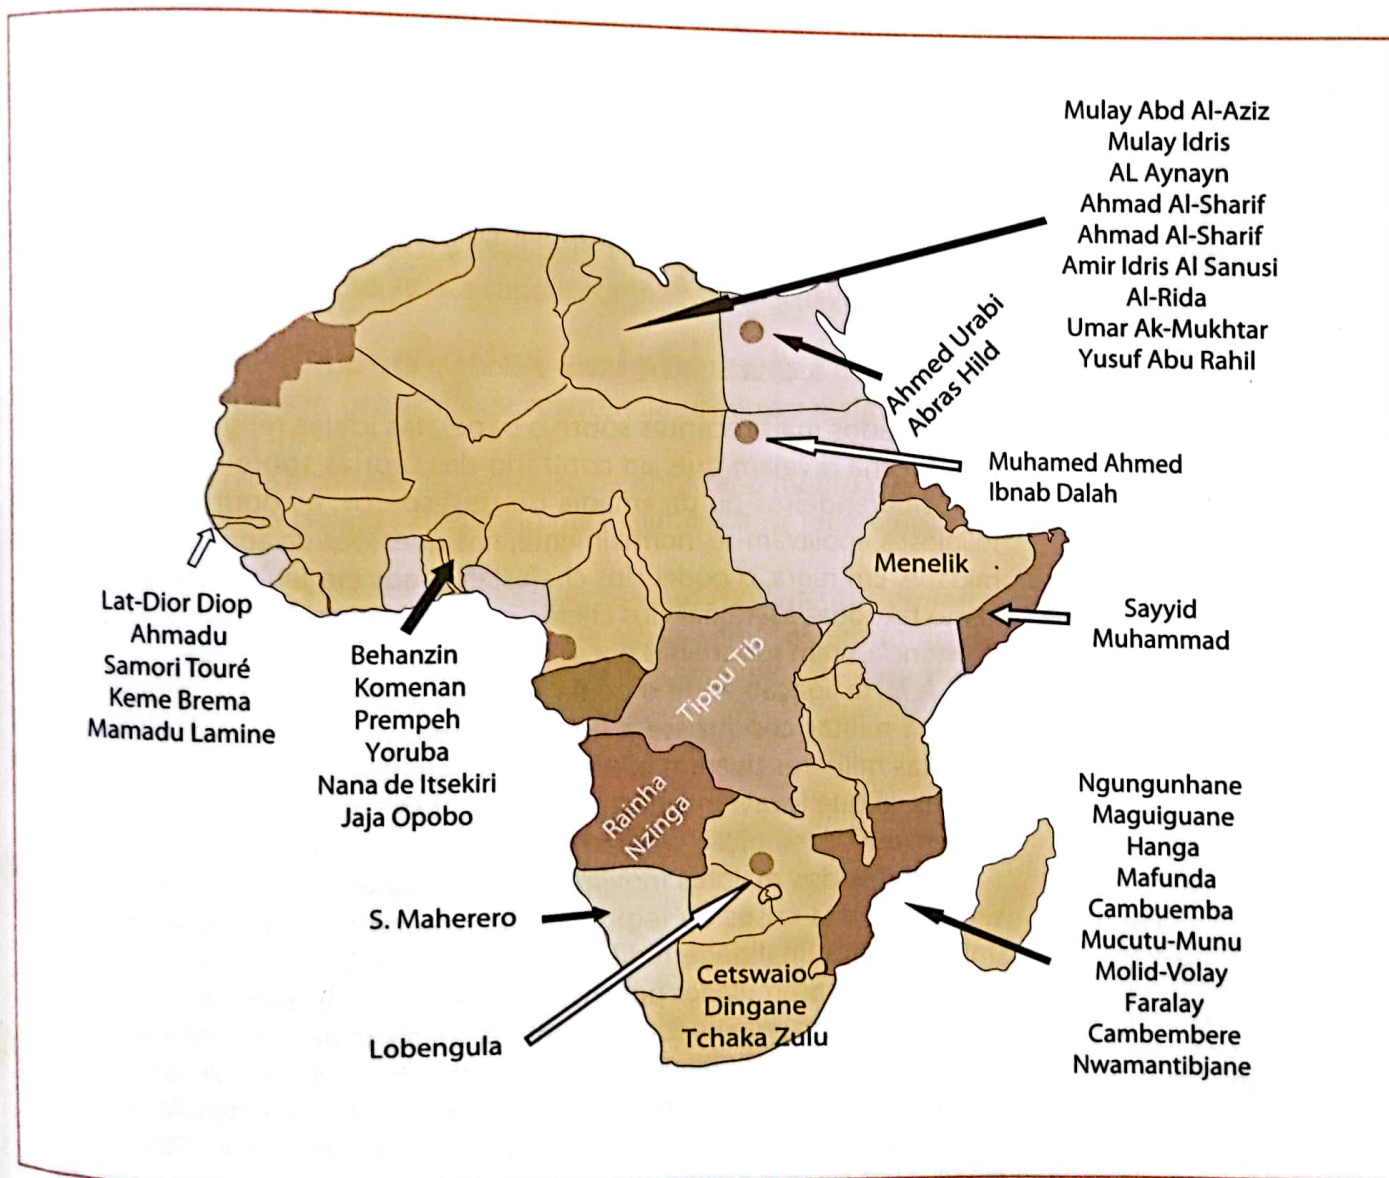 Mulay Abd Al-Aziz
Mulay Idris
AL Aynayn
Ahmad Al-Sharif
Ahmad Al-Sharif
Amir Idris Al Sanusi
Al-Rida
Umar Ak-Mukhtar
Yusuf Abu Rahil
Ahmed Urabi
Abras Hild
Muhamed Ahmed
Ibnab Dalah
Menelik
Sayyid
Muhammad
Lat-Dior Diop
Ahmadu
Samori Touré
Keme Brema
Mamadu Lamine
Behanzin
Komenan
Prempeh
Yoruba
Nana de Itsekiri
Jaja Opobo
Tippu Tib
Rainha
Nzinga
Ngungunhane
Maguiguane
Hanga
Mafunda
Cambuemba
Mucutu-Munu
Molid-Volay
Faralay
Cambembere
Nwamantibjane
S. Maherero
Cetswaio
Dingane
Tchaka Zulu
Lobengula